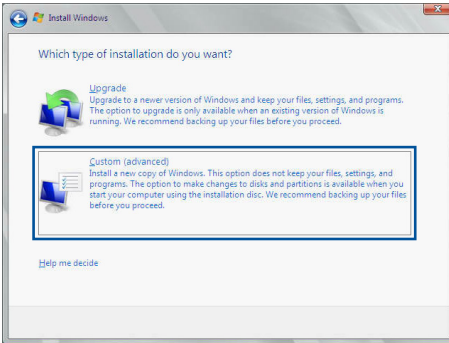 Install Windows
Which type of installation do you want?
Upgrade
Upgrade to a newer version of Windows and keep your files, settings, and programs.
The option to upgrade is only available when an existing version of Windows is
running. We recommend backing up your files before you proceed.
Custom (advanced)
Install a new copy of Windows. This option does not keep your files, settings, and
programs. The option to make changes to disks and partitions is available when you
start your computer using the installation disc. We recommend backing up your files
before you proceed.
Help me decide